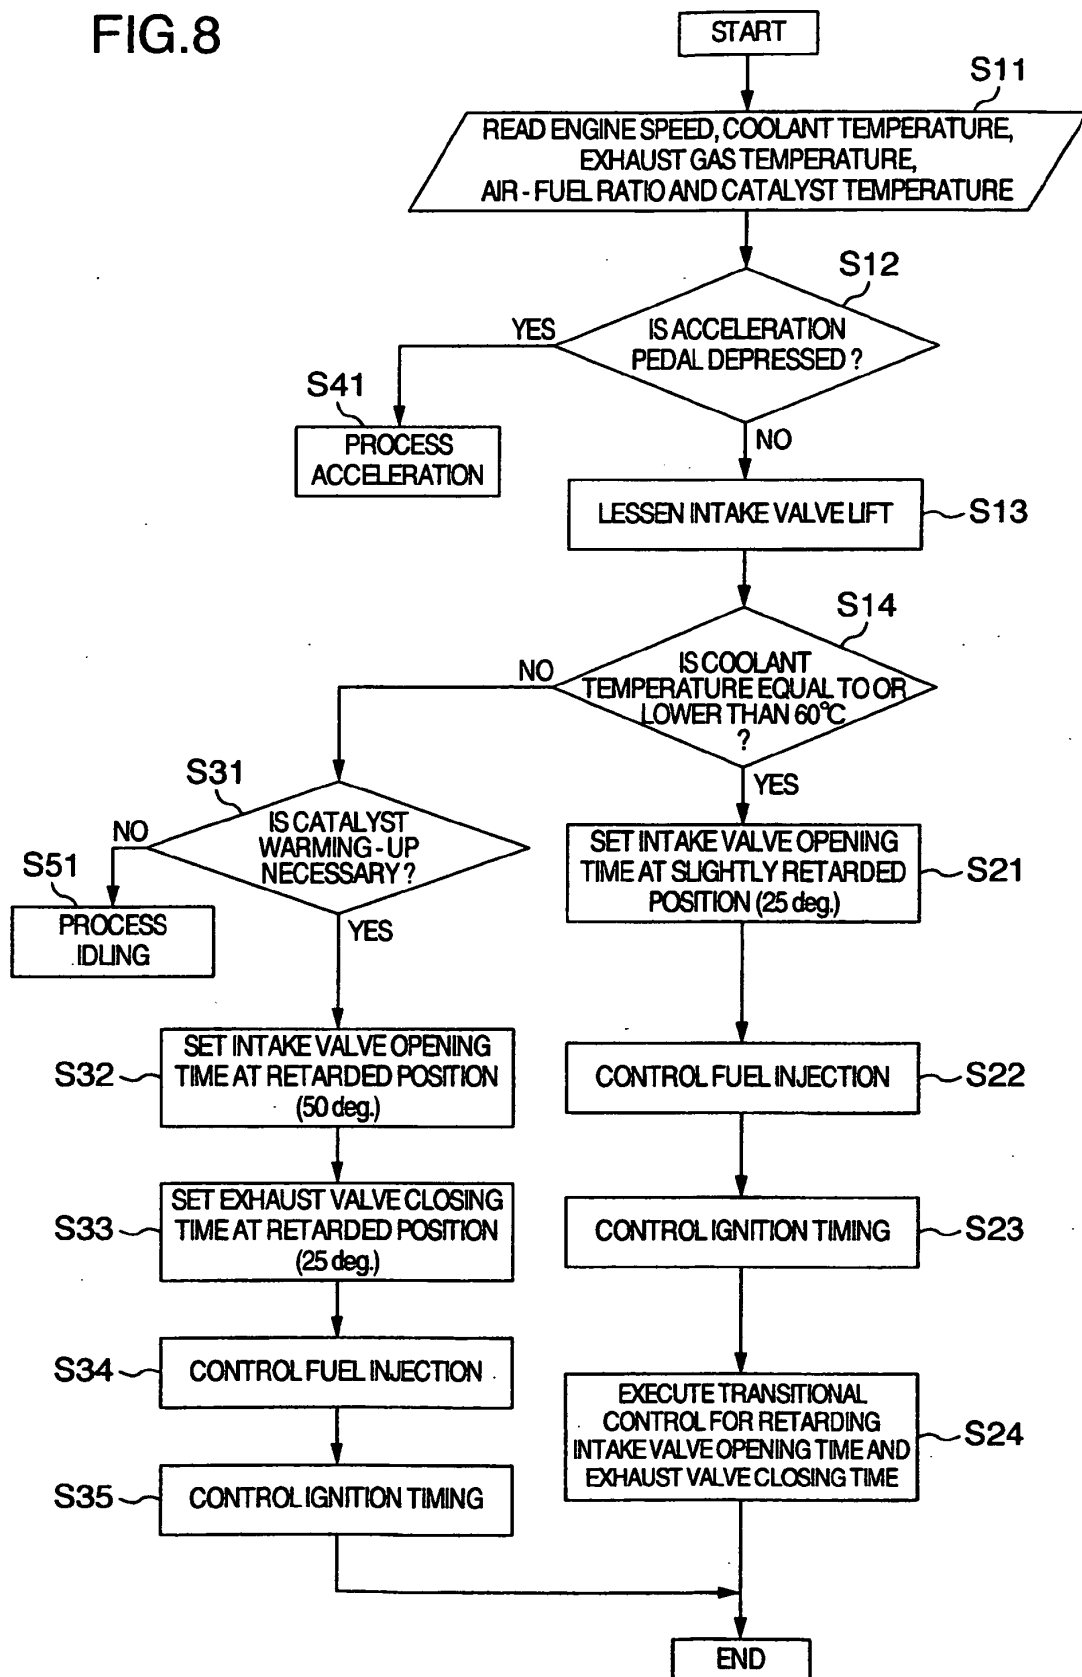 FIG.8
START
S11
READ ENGINE SPEED, COOLANT TEMPERATURE,
EXHAUST GAS TEMPERATURE,
AIR-FUEL RATIO AND CATALYST TEMPERATURE
S12
IS ACCELERATION
PEDAL DEPRESSED ?
YES
S41
PROCESS
ACCELERATION
NO
LESSEN INTAKE VALVE LIFT
S13
S14
IS COOLANT
TEMPERATURE EQUAL TO OR
LOWER THAN 60°C
?
NO
YES
S31
IS CATALYST
WARMING-UP
NECESSARY ?
NO
S51
PROCESS
IDLING
YES
SET INTAKE VALVE OPENING
TIME AT SLIGHTLY RETARDED
POSITION (25 deg.)
S21
S32
SET INTAKE VALVE OPENING
TIME AT RETARDED POSITION
(50 deg.)
CONTROL FUEL INJECTION
S22
S33
SET EXHAUST VALVE CLOSING
TIME AT RETARDED POSITION
(25 deg.)
CONTROL IGNITION TIMING
S23
S34
CONTROL FUEL INJECTION
EXECUTE TRANSITIONAL
CONTROL FOR RETARDING
INTAKE VALVE OPENING TIME AND
EXHAUST VALVE CLOSING TIME
S24
S35
CONTROL IGNITION TIMING
END